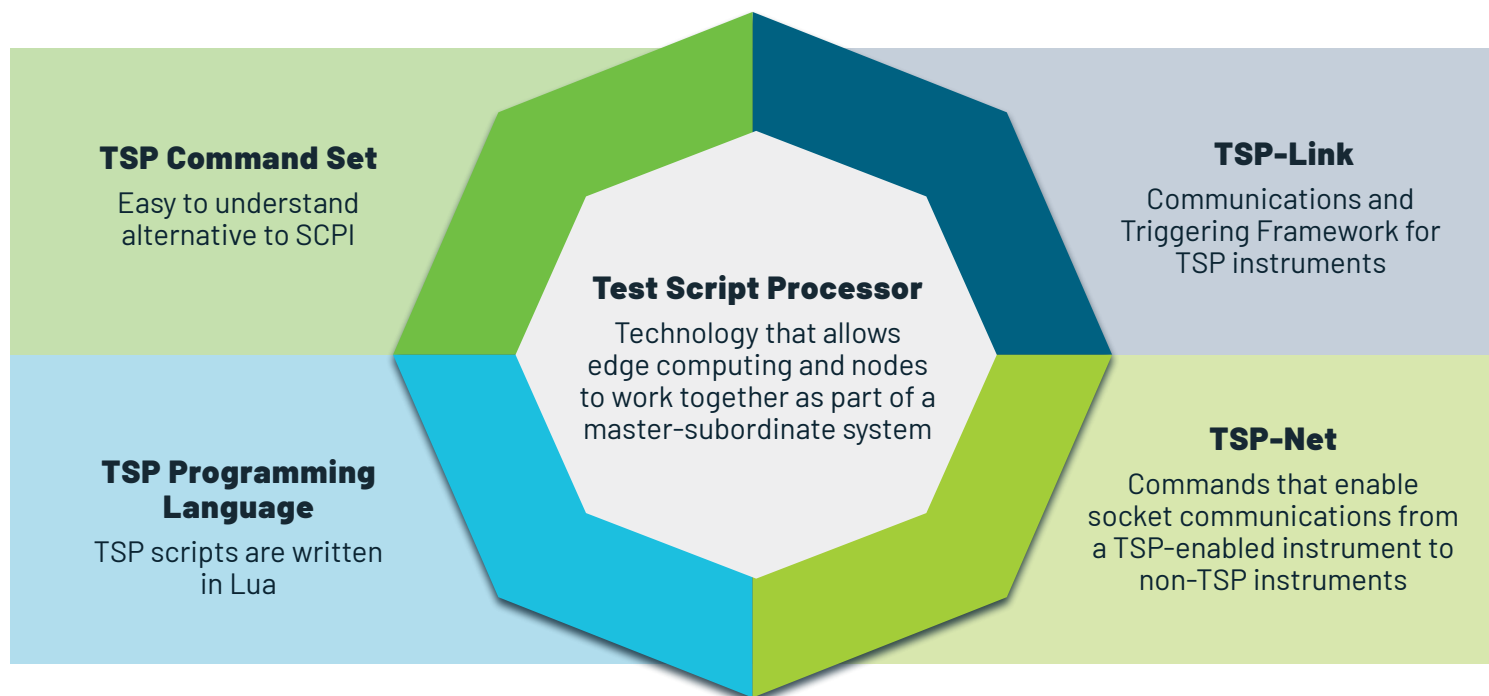 TSP Command Set
Easy to understand
alternative to SCPI
TSP-Link
Communications and
Triggering Framework for
TSP instruments
Test Script Processor
Technology that allows
edge computing and nodes
to work together as part of a
master-subordinate system
TSP Programming
Language
TSP scripts are written
in Lua
TSP-Net
Commands that enable
socket communications from
a TSP-enabled instrument to
non-TSP instruments